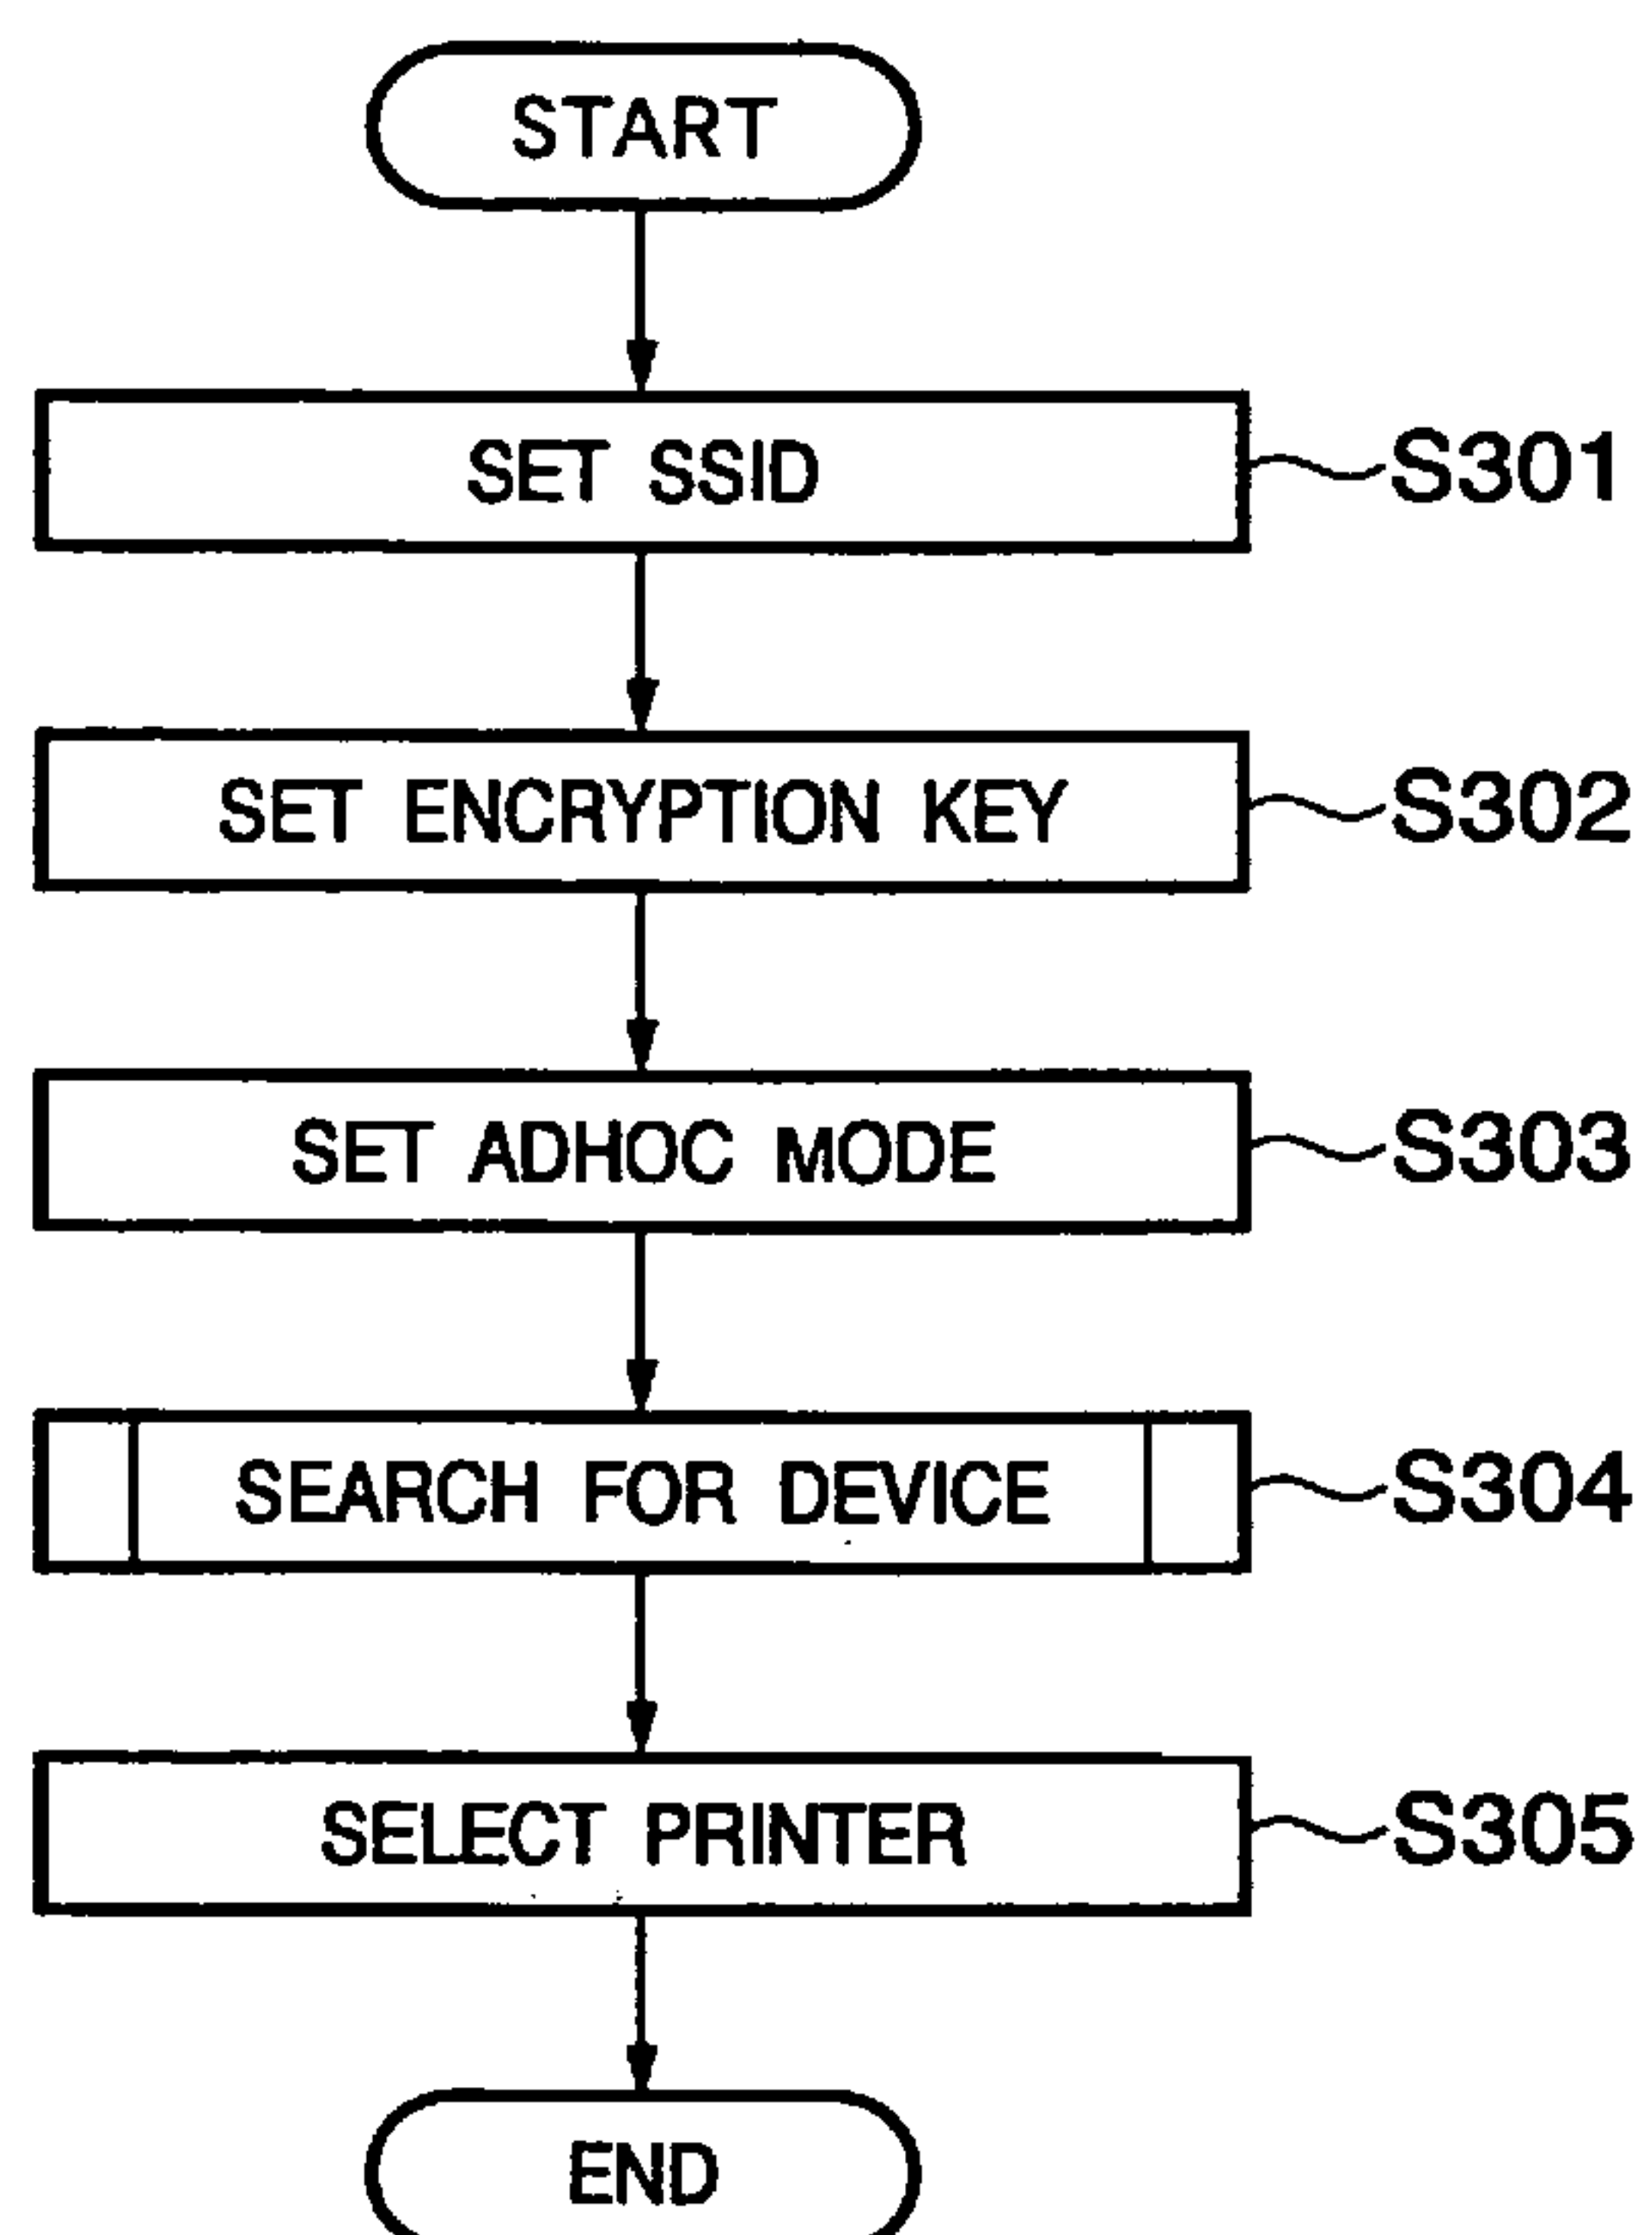 START
SET SSID S301
SET ENCRYPTION KEY S302
SET ADHOC MODE S303
SEARCH FOR DEVICE S304
SELECT PRINTER S305
END